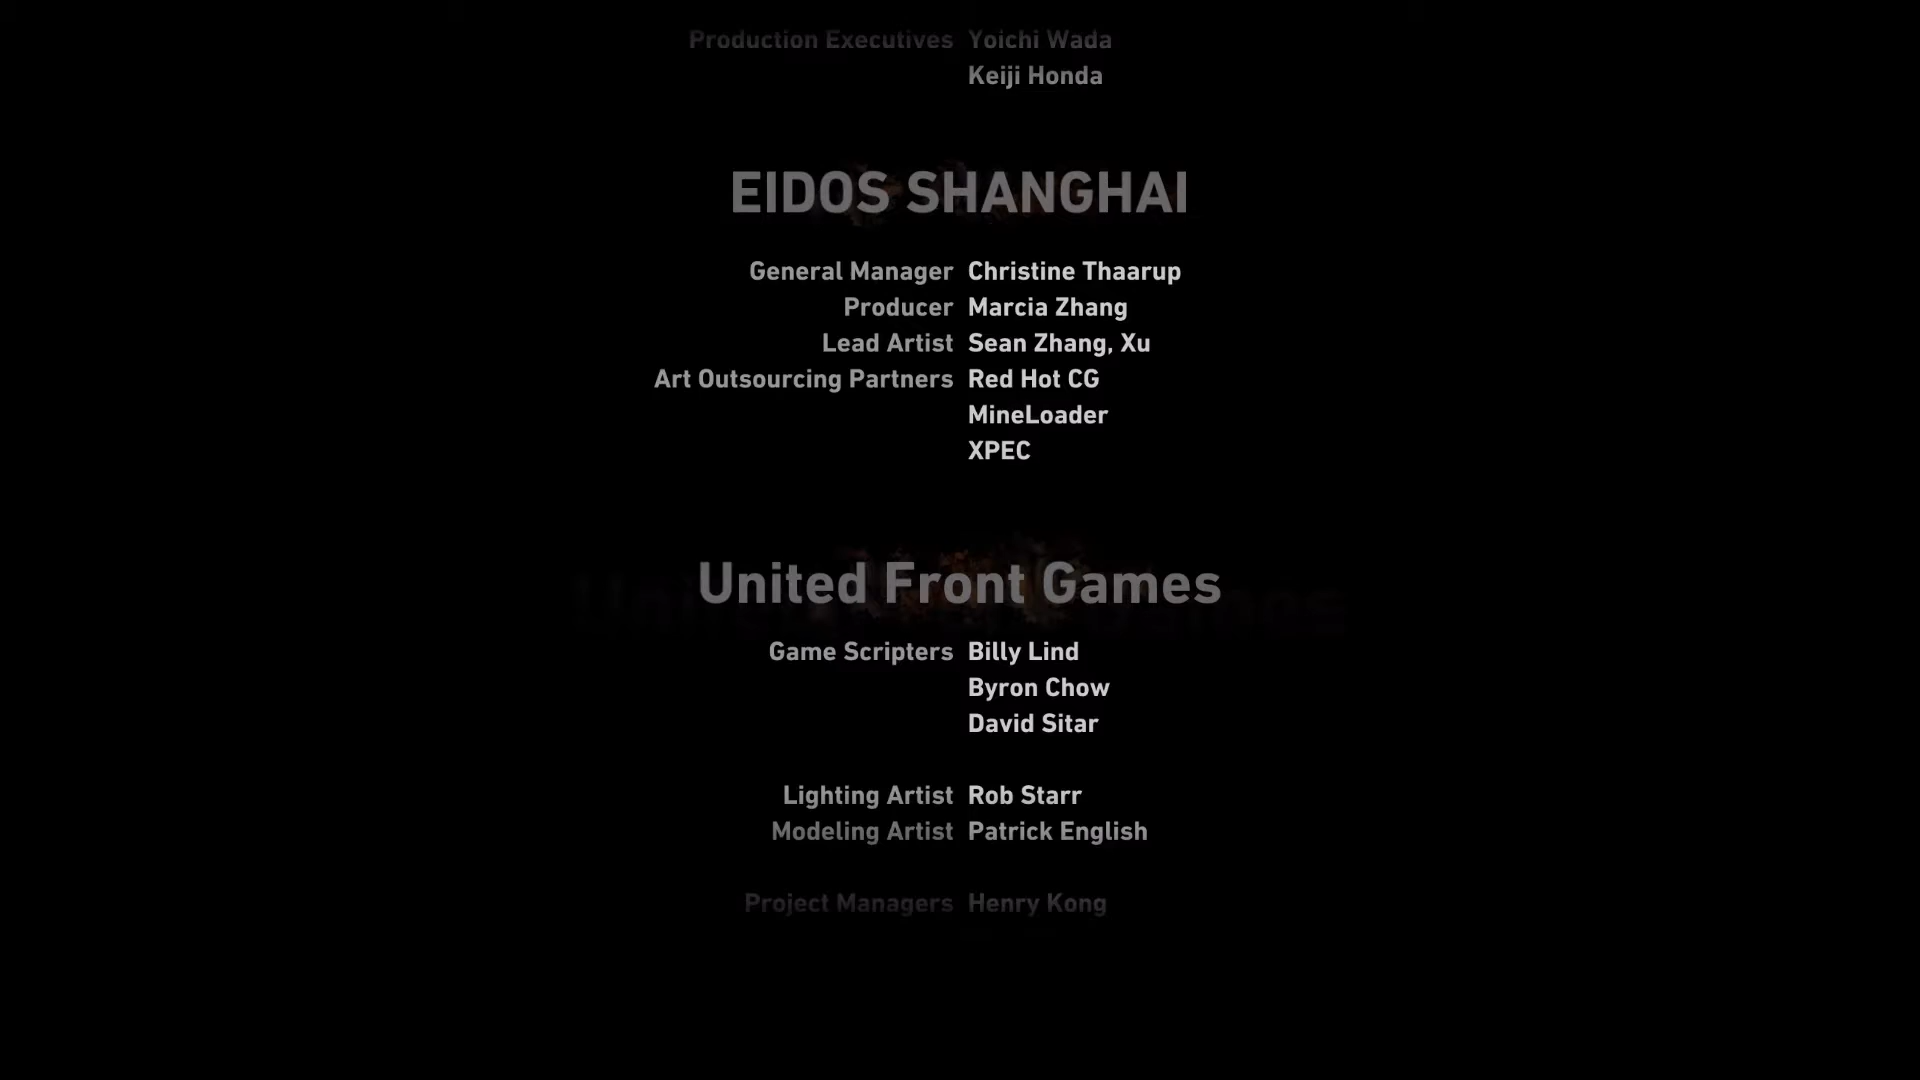 Production Executives Yoichi Wada
Keiji Honda
EIDOS SHANGHAI
General Manager Christine Thaarup
Producer Marcia Zhang
Lead Artist Sean Zhang, Xu
Art Outsourcing Partners Red Hot CG
MineLoader
XPEC
United Front Games
Game Scripters Billy Lind
Byron Chow
David Sitar
Lighting Artist Rob Starr
Modeling Artist Patrick English
Project Managers Henry Kong